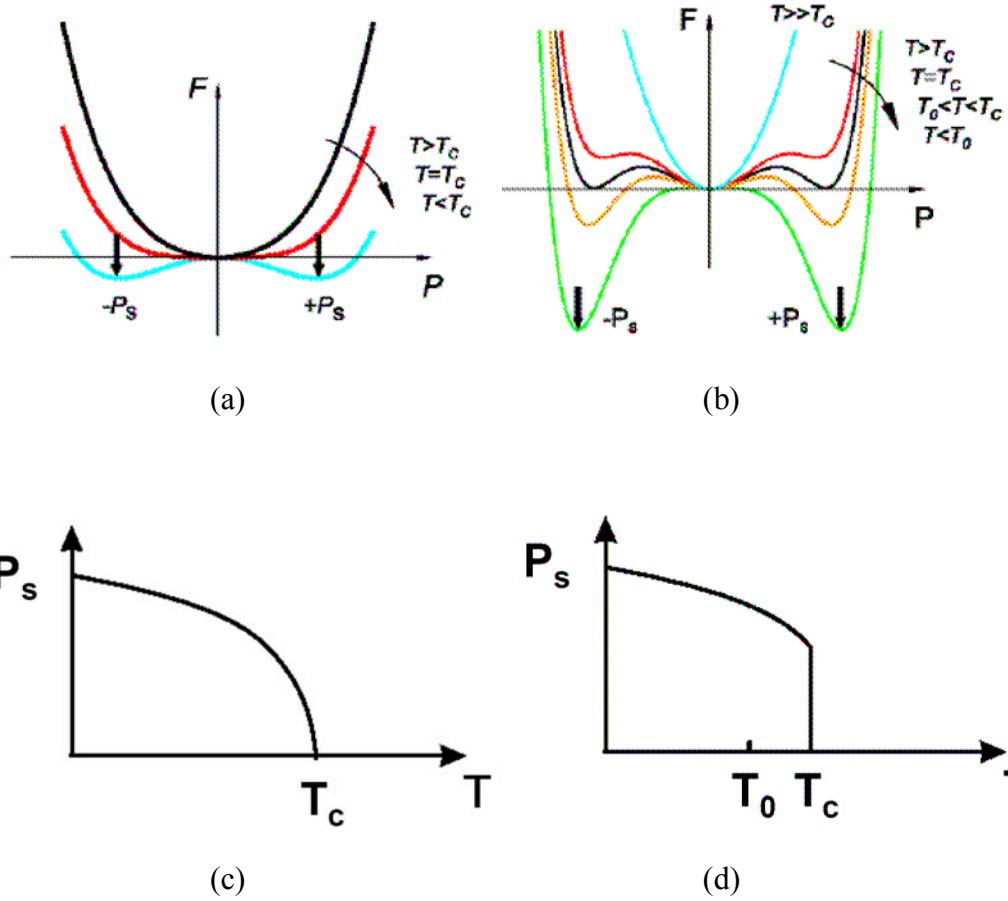 F
T>T_C
T=T_C
T<T_C
P
-P_s
+P_s
(a)
F
T>>T_C
T>T_C
T=T_C
T_0<T<T_C
T<T_0
P
-P_s
+P_s
(b)
P_s
T_c
T
(c)
P_s
T_0
T_c
(d)